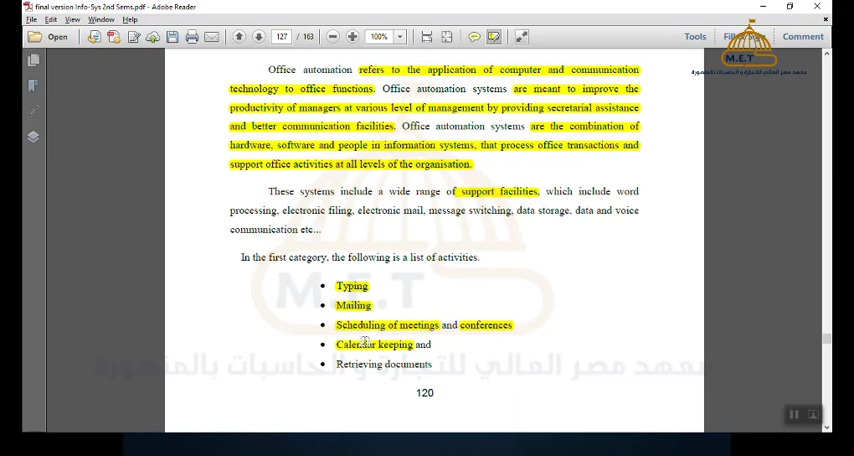 final version Info-Sys 2nd Sems.pdf - Adobe Reader
File Edit View Window Help
Open 127 / 163 100% Tools Comment
M.E.T
معهد مصر العالي للتجارة و الحاسبات بالمنصورة
Office automation refers to the application of computer and communication
technology to office functions. Office automation systems are meant to improve the
productivity of managers at various level of management by providing secretarial assistance
and better communication facilities. Office automation systems are the combination of
hardware, software and people in information systems, that process office transactions and
support office activities at all levels of the organisation.
These systems include a wide range of support facilities, which include word
processing, electronic filing, electronic mail, message switching, data storage, data and voice
communication etc...
In the first category, the following is a list of activities.
• Typing
• Mailing
• Scheduling of meetings and conferences
• Calendar keeping and
• Retrieving documents
M.E.T
معهد مصر العالي للتجارة و الحاسبات بالمنصورة
120